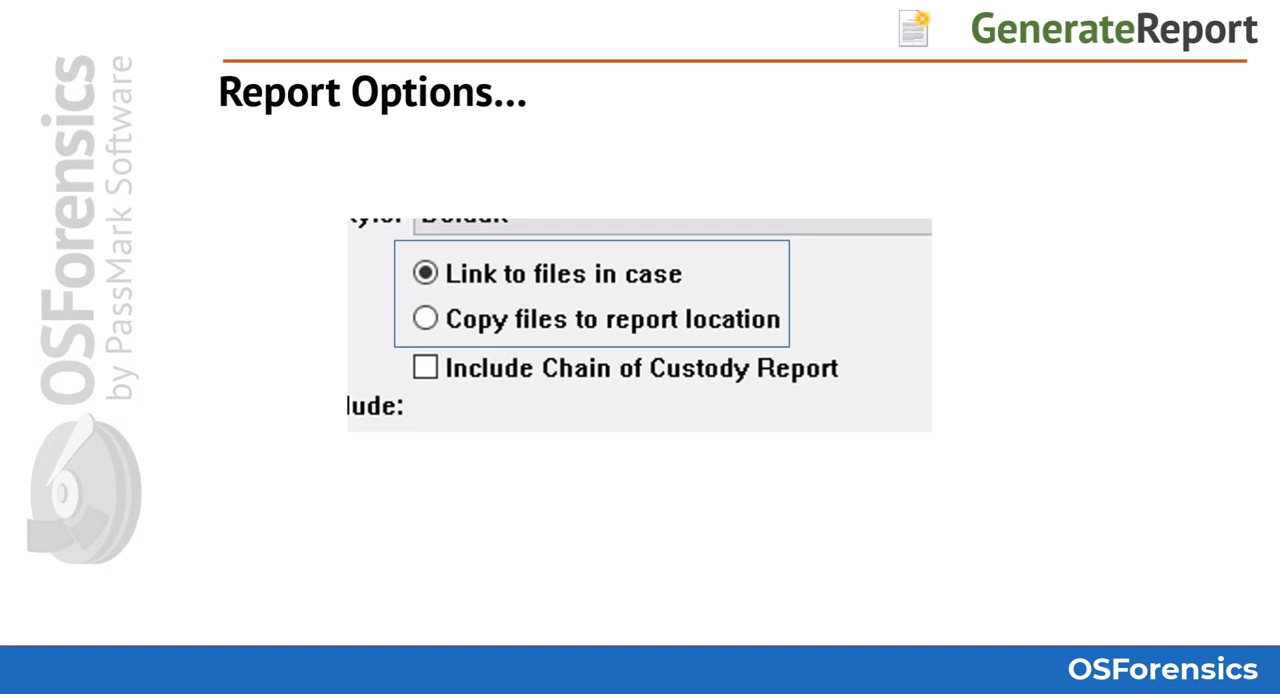 GenerateReport
Report Options...
OSForensics
by PassMark Software
Link to files in case
Copy files to report location
Include Chain of Custody Report
lude:
OSForensics